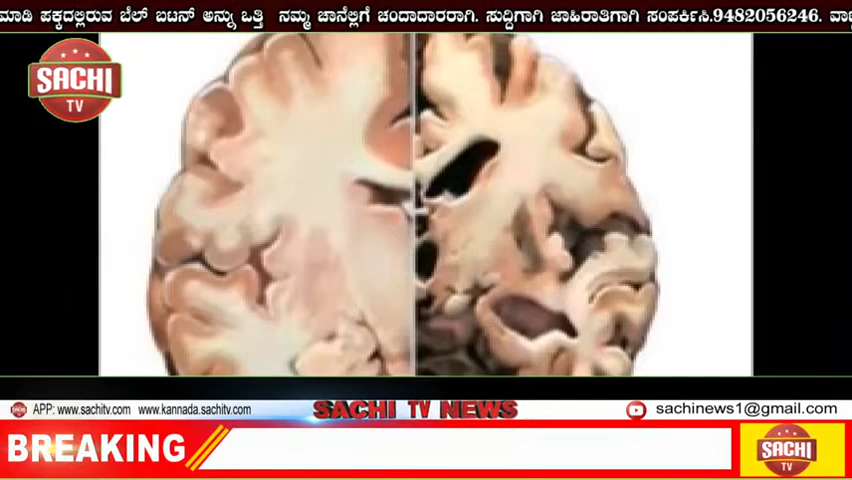 ಮಾಡಿ ಪಕ್ಕದಲ್ಲಿರುವ ಬೆಲ್ ಬಟನ್ ಅನ್ನು ಒತ್ತಿ ನಮ್ಮ ಚಾನೆಲ್ಲಿಗೆ ಚಂದಾದಾರರಾಗಿ. ಸುದ್ದಿಗಾಗಿ ಜಾಹಿರಾತಿಗಾಗಿ ಸಂಪರ್ಕಿಸಿ.9482056246.
SACHI
TV
APP: www.sachitv.com www.kannada.sachitv.com
SACHI TV NEWS
sachinews1@gmail.com
BREAKING
SACHI
TV